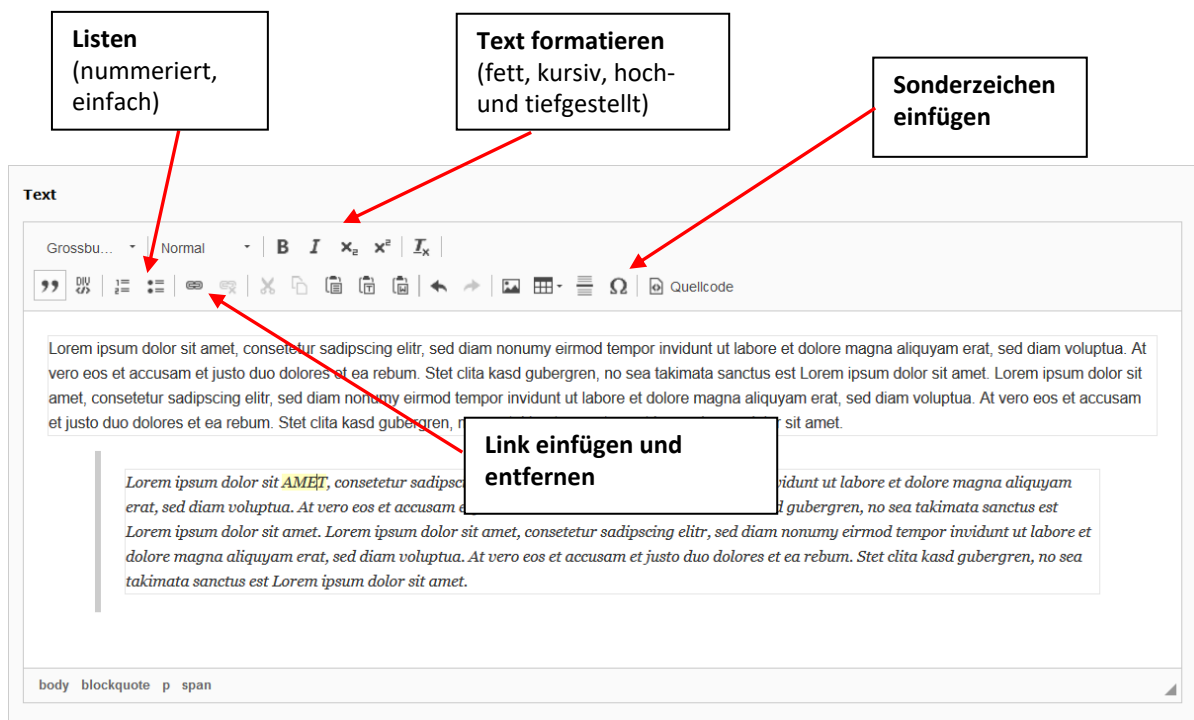 Listen
(nummeriert,
einfach)
Text formatieren
(fett, kursiv, hoch-
und tiefgestellt)
Sonderzeichen
einfügen
Text
Grossbu... Normal B I x₂ x² Tx
DIV Ω Quellcode
Lorem ipsum dolor sit amet, consetetur sadipscing elitr, sed diam nonumy eirmod tempor invidunt ut labore et dolore magna aliquyam erat, sed diam voluptua. At
vero eos et accusam et justo duo dolores et ea rebum. Stet clita kasd gubergren, no sea takimata sanctus est Lorem ipsum dolor sit amet. Lorem ipsum dolor sit
amet, consetetur sadipscing elitr, sed diam nonumy eirmod tempor invidunt ut labore et dolore magna aliquyam erat, sed diam voluptua. At vero eos et accusam
et justo duo dolores et ea rebum. Stet clita kasd gubergren, sit amet.
Link einfügen und
entfernen
Lorem ipsum dolor sit AMET, consetetur ut labore et dolore magna aliquyam
erat, sed diam voluptua. At vero eos et accusam gubergren, no sea takimata sanctus est
Lorem ipsum dolor sit amet. Lorem ipsum dolor sit amet, consetetur sadipscing elitr, sed diam nonumy eirmod tempor invidunt ut labore et
dolore magna aliquyam erat, sed diam voluptua. At vero eos et accusam et justo duo dolores et ea rebum. Stet clita kasd gubergren, no sea
takimata sanctus est Lorem ipsum dolor sit amet.
body blockquote p span